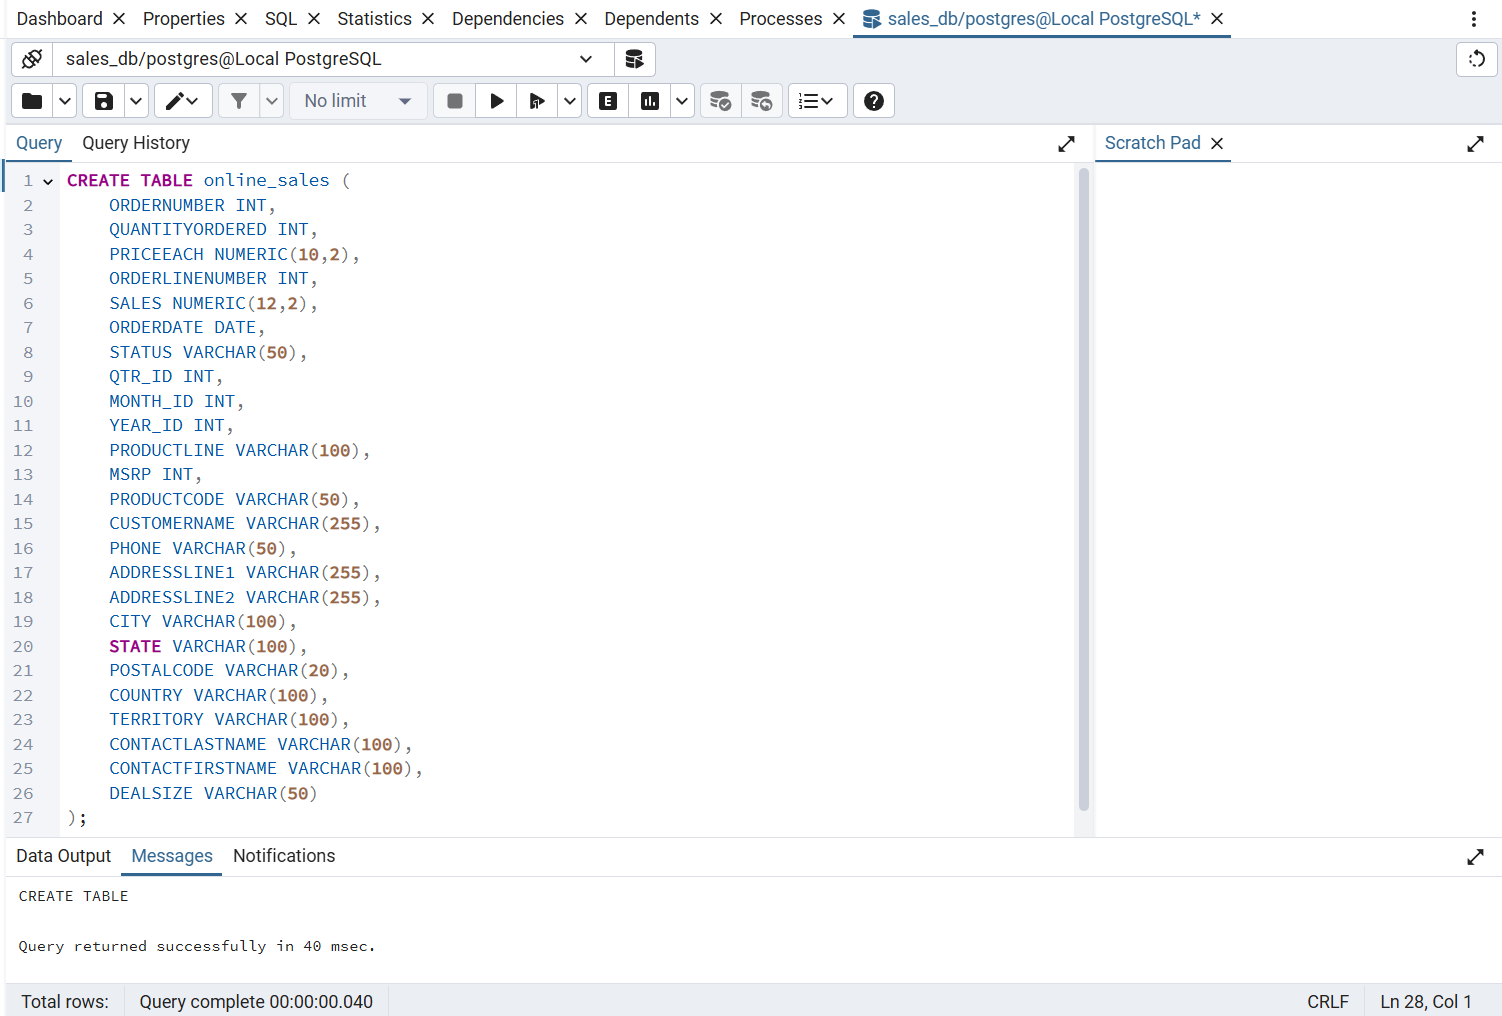 Dashboard Properties SQL Statistics Dependencies Dependents Processes sales_db/postgres@Local PostgreSQL*
sales_db/postgres@Local PostgreSQL
No limit E
Query Query History Scratch Pad
1 CREATE TABLE online_sales (
2 ORDERNUMBER INT,
3 QUANTITYORDERED INT,
4 PRICEEACH NUMERIC(10,2),
5 ORDERLINENUMBER INT,
6 SALES NUMERIC(12,2),
7 ORDERDATE DATE,
8 STATUS VARCHAR(50),
9 QTR_ID INT,
10 MONTH_ID INT,
11 YEAR_ID INT,
12 PRODUCTLINE VARCHAR(100),
13 MSRP INT,
14 PRODUCTCODE VARCHAR(50),
15 CUSTOMERNAME VARCHAR(255),
16 PHONE VARCHAR(50),
17 ADDRESSLINE1 VARCHAR(255),
18 ADDRESSLINE2 VARCHAR(255),
19 CITY VARCHAR(100),
20 STATE VARCHAR(100),
21 POSTALCODE VARCHAR(20),
22 COUNTRY VARCHAR(100),
23 TERRITORY VARCHAR(100),
24 CONTACTLASTNAME VARCHAR(100),
25 CONTACTFIRSTNAME VARCHAR(100),
26 DEALSIZE VARCHAR(50)
27 );
Data Output Messages Notifications
CREATE TABLE
Query returned successfully in 40 msec.
Total rows: Query complete 00:00:00.040 CRLF Ln 28, Col 1